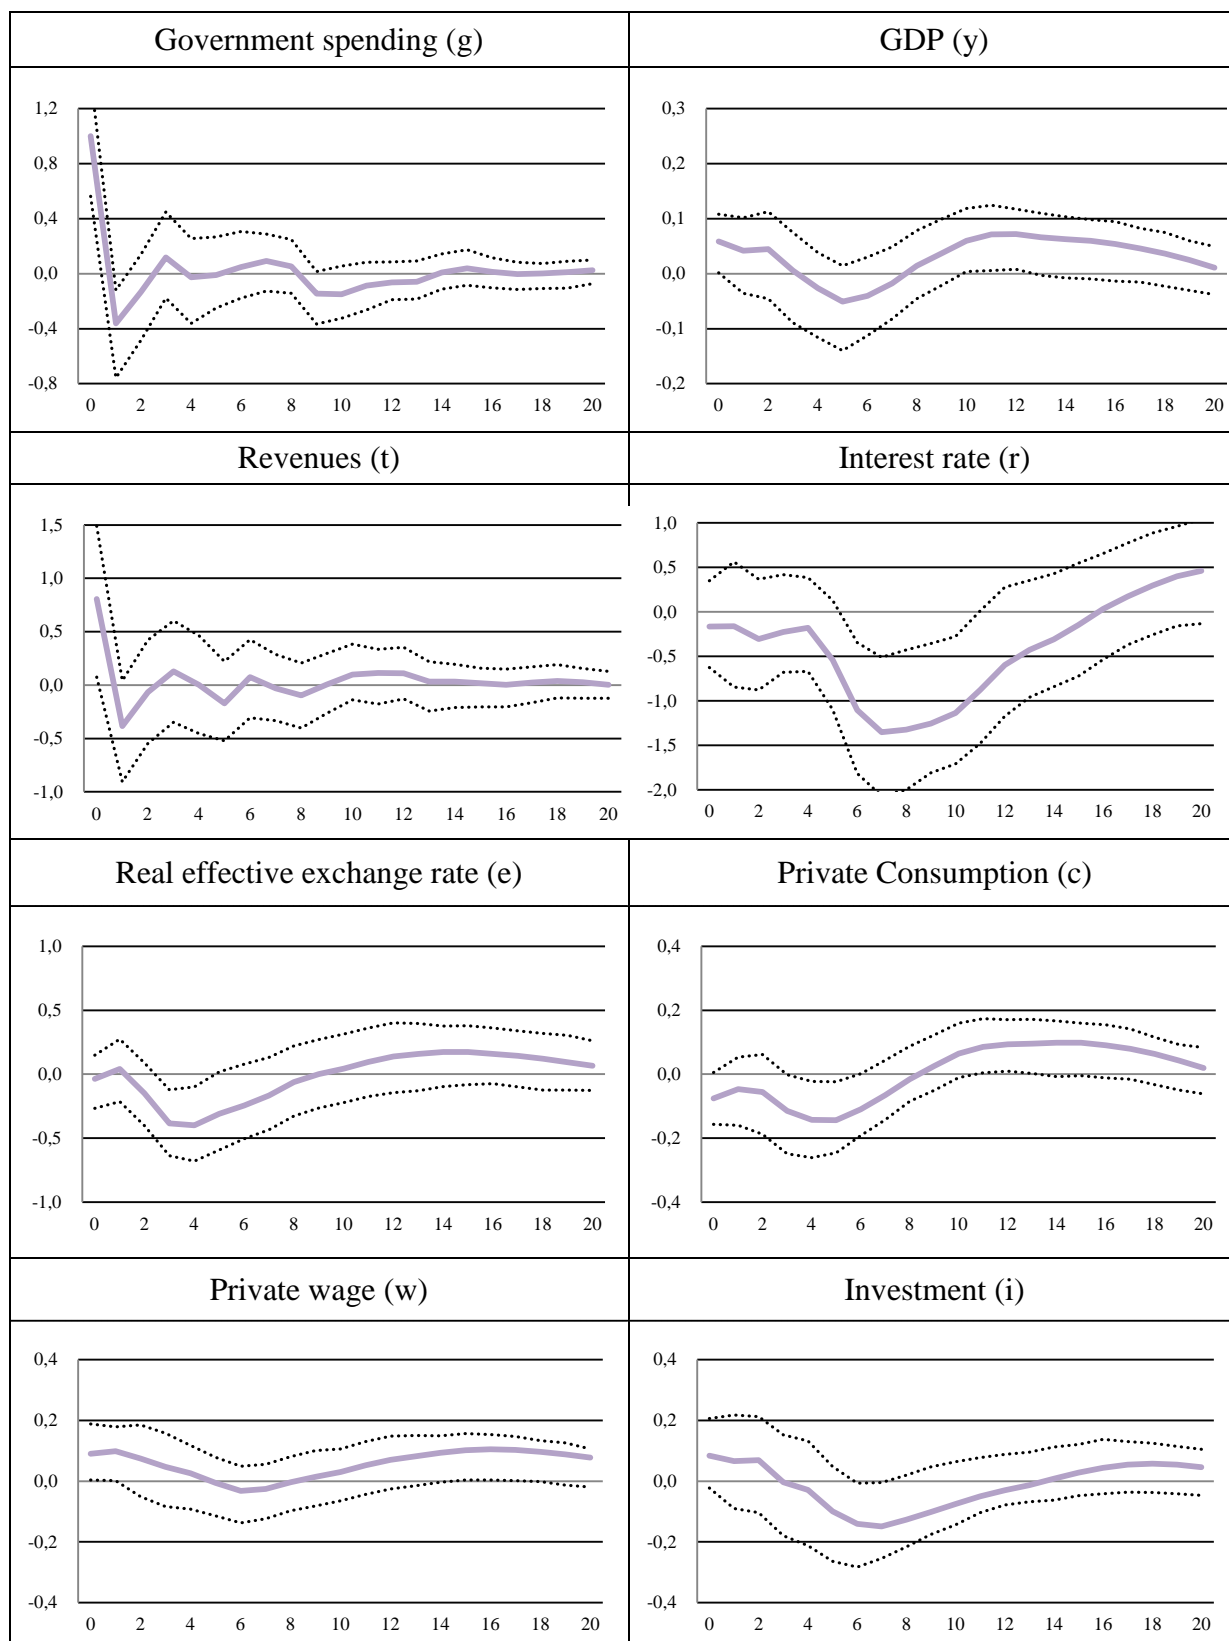 Government spending (g)
GDP (y)
1,2
0,8
0,4
0,0
-0,4
-0,8
0 2 4 6 8 10 12 14 16 18 20
0,3
0,2
0,1
0,0
-0,1
-0,2
0 2 4 6 8 10 12 14 16 18 20
Revenues (t)
Interest rate (r)
1,5
1,0
0,5
0,0
-0,5
-1,0
0 2 4 6 8 10 12 14 16 18 20
1,0
0,5
0,0
-0,5
-1,0
-1,5
-2,0
0 2 4 6 8 10 12 14 16 18 20
Real effective exchange rate (e)
Private Consumption (c)
1,0
0,5
0,0
-0,5
-1,0
0 2 4 6 8 10 12 14 16 18 20
0,4
0,2
0,0
-0,2
-0,4
0 2 4 6 8 10 12 14 16 18 20
Private wage (w)
Investment (i)
0,4
0,2
0,0
-0,2
-0,4
0 2 4 6 8 10 12 14 16 18 20
0,4
0,2
0,0
-0,2
-0,4
0 2 4 6 8 10 12 14 16 18 20